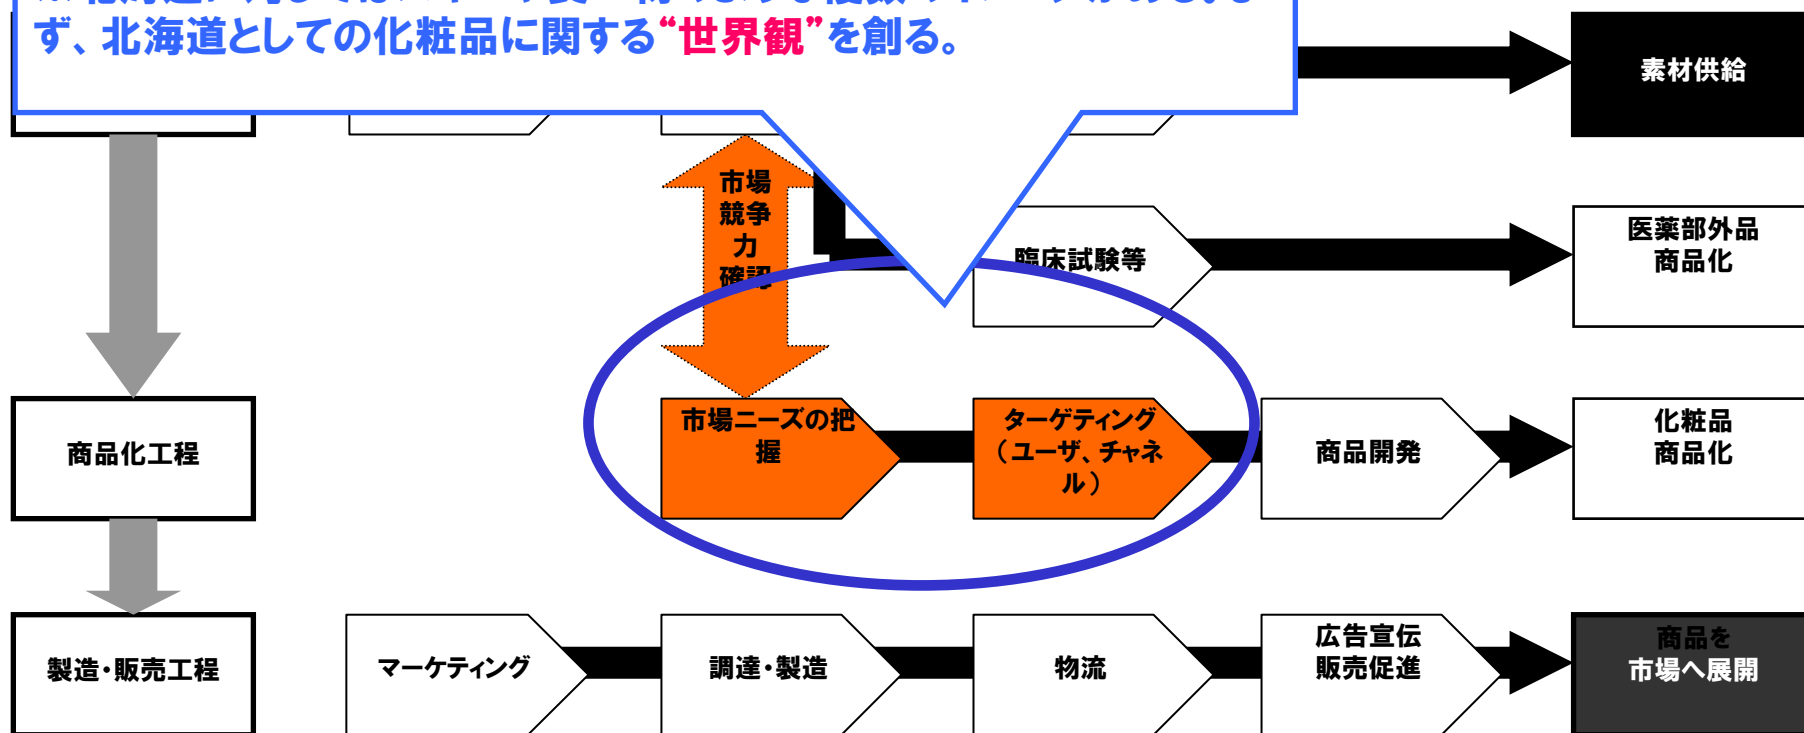 ず、北海道としての化粧品に関する“世界観”を創る。
素材供給
市場
競争
力
確認
臨床試験等
医薬部外品
商品化
商品化工程
市場ニーズの把
握
ターゲティング
（ユーザ、チャネ
ル）
商品開発
化粧品
商品化
製造・販売工程
マーケティング
調達・製造
物流
広告宣伝
販売促進
商品を
市場へ展開